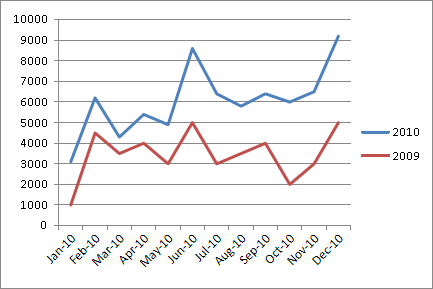 10000
9000
8000
7000
6000
5000
4000
3000
2000
1000
0
Jan-10
Feb-10
Mar-10
Apr-10
May-10
Jun-10
Jul-10
Aug-10
Sep-10
Oct-10
Nov-10
Dec-10
2010
2009